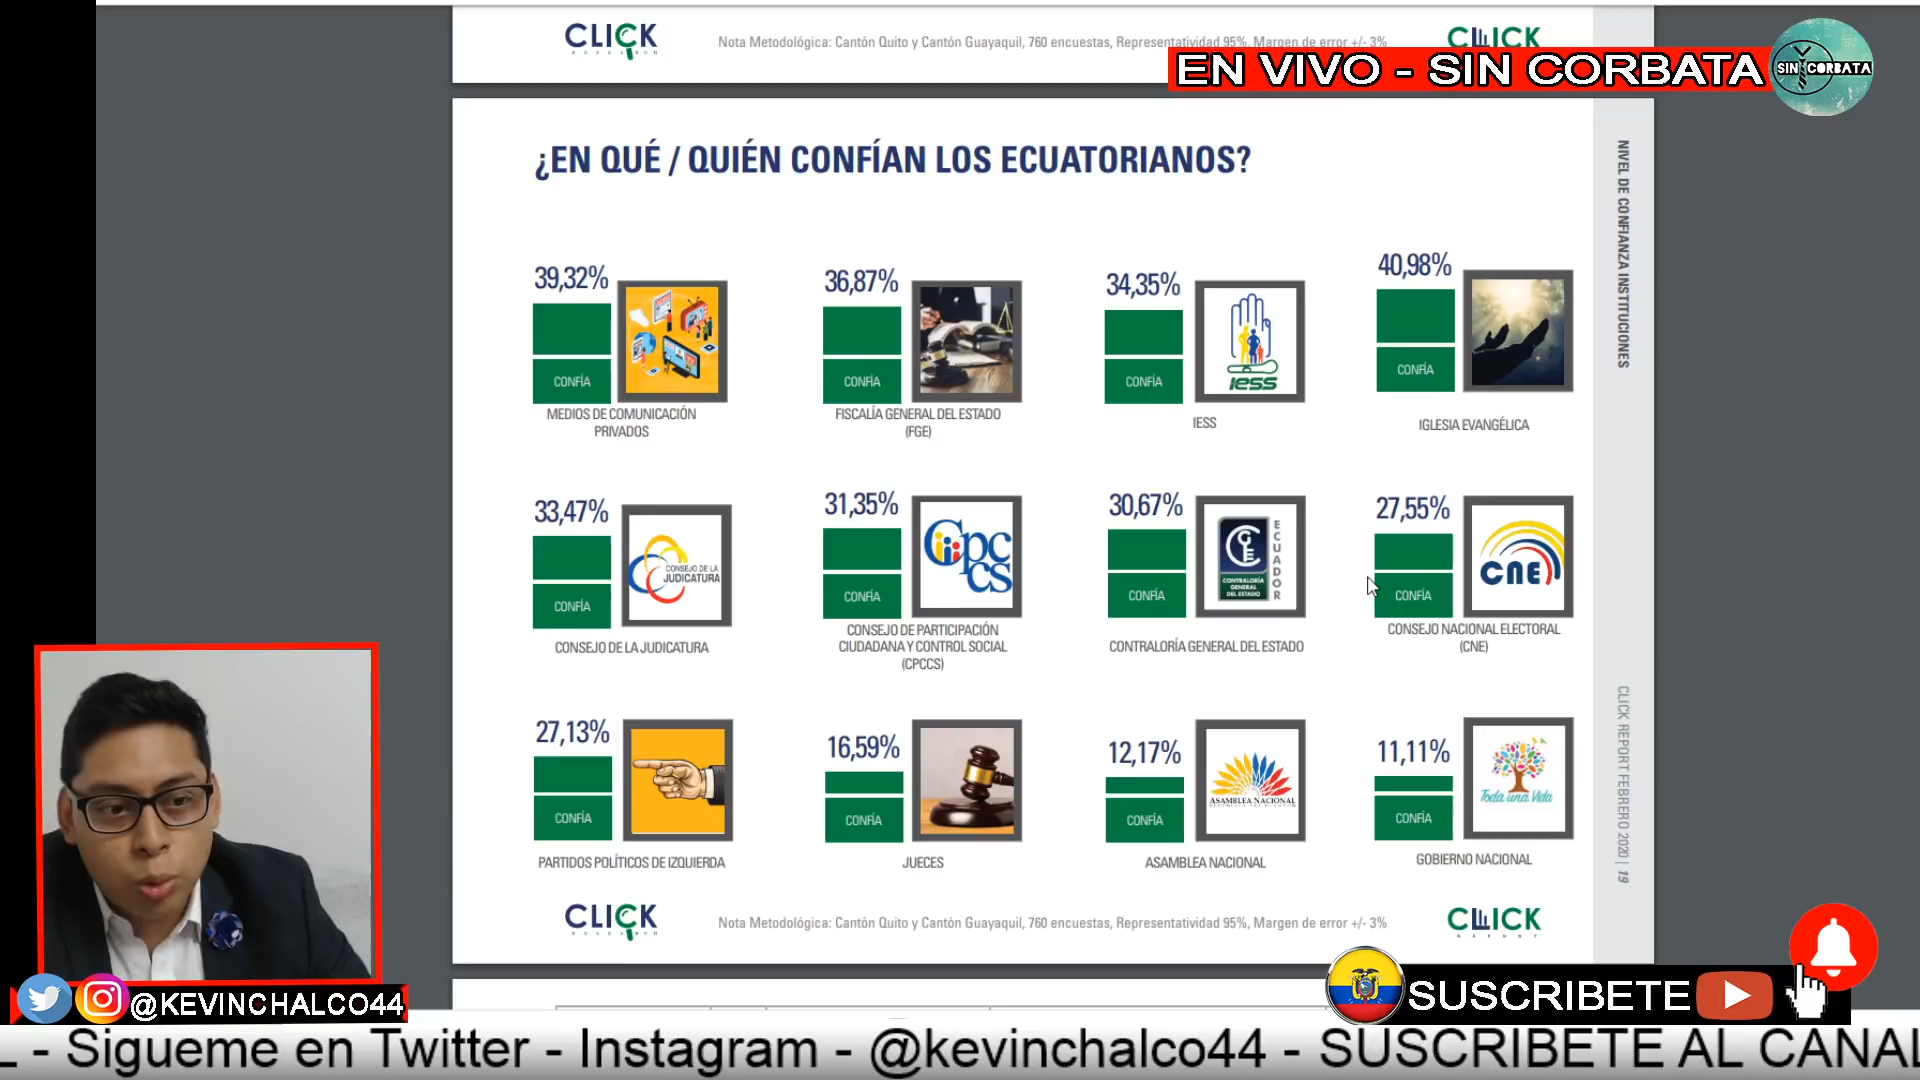 CLICK
Nota Metodológica: Cantón Quito y Cantón Guayaquil, 760 encuestas, Representatividad 95%, Margen de error +/- 3%
CLICK
EN VIVO - SIN CORBATA
SIN CORBATA
¿EN QUÉ / QUIÉN CONFÍAN LOS ECUATORIANOS?
NIVEL DE CONFIANZA INSTITUCIONES
39,32%
CONFÍA
MEDIOS DE COMUNICACIÓN
PRIVADOS
36,87%
CONFÍA
FISCALÍA GENERAL DEL ESTADO
(FGE)
34,35%
CONFÍA
IESS
IESS
40,98%
CONFÍA
IGLESIA EVANGÉLICA
33,47%
CONFÍA
CONSEJO DE LA
JUDICATURA
CONSEJO DE LA JUDICATURA
31,35%
CONFÍA
Cpc
cs
CONSEJO DE PARTICIPACIÓN
CIUDADANA Y CONTROL SOCIAL
(CPCCS)
30,67%
CONFÍA
CGE
CONTRALORÍA
GENERAL
DEL ESTADO
ECUADOR
CONTRALORÍA GENERAL DEL ESTADO
27,55%
CONFÍA
CNE
CONSEJO NACIONAL ELECTORAL
(CNE)
27,13%
CONFÍA
PARTIDOS POLÍTICOS DE IZQUIERDA
16,59%
CONFÍA
JUECES
12,17%
CONFÍA
ASAMBLEA NACIONAL
ASAMBLEA NACIONAL
11,11%
CONFÍA
Toda una Vida
GOBIERNO NACIONAL
CLICK REPORT FEBRERO 2020 | 19
CLICK
RESEARCH
Nota Metodológica: Cantón Quito y Cantón Guayaquil, 760 encuestas, Representatividad 95%, Margen de error +/- 3%
CLICK
REPORT
@KEVINCHALCO44
SUSCRIBETE
- Sigueme en Twitter - Instagram - @kevinchalco44 - SUSCRIBETE AL CANAL